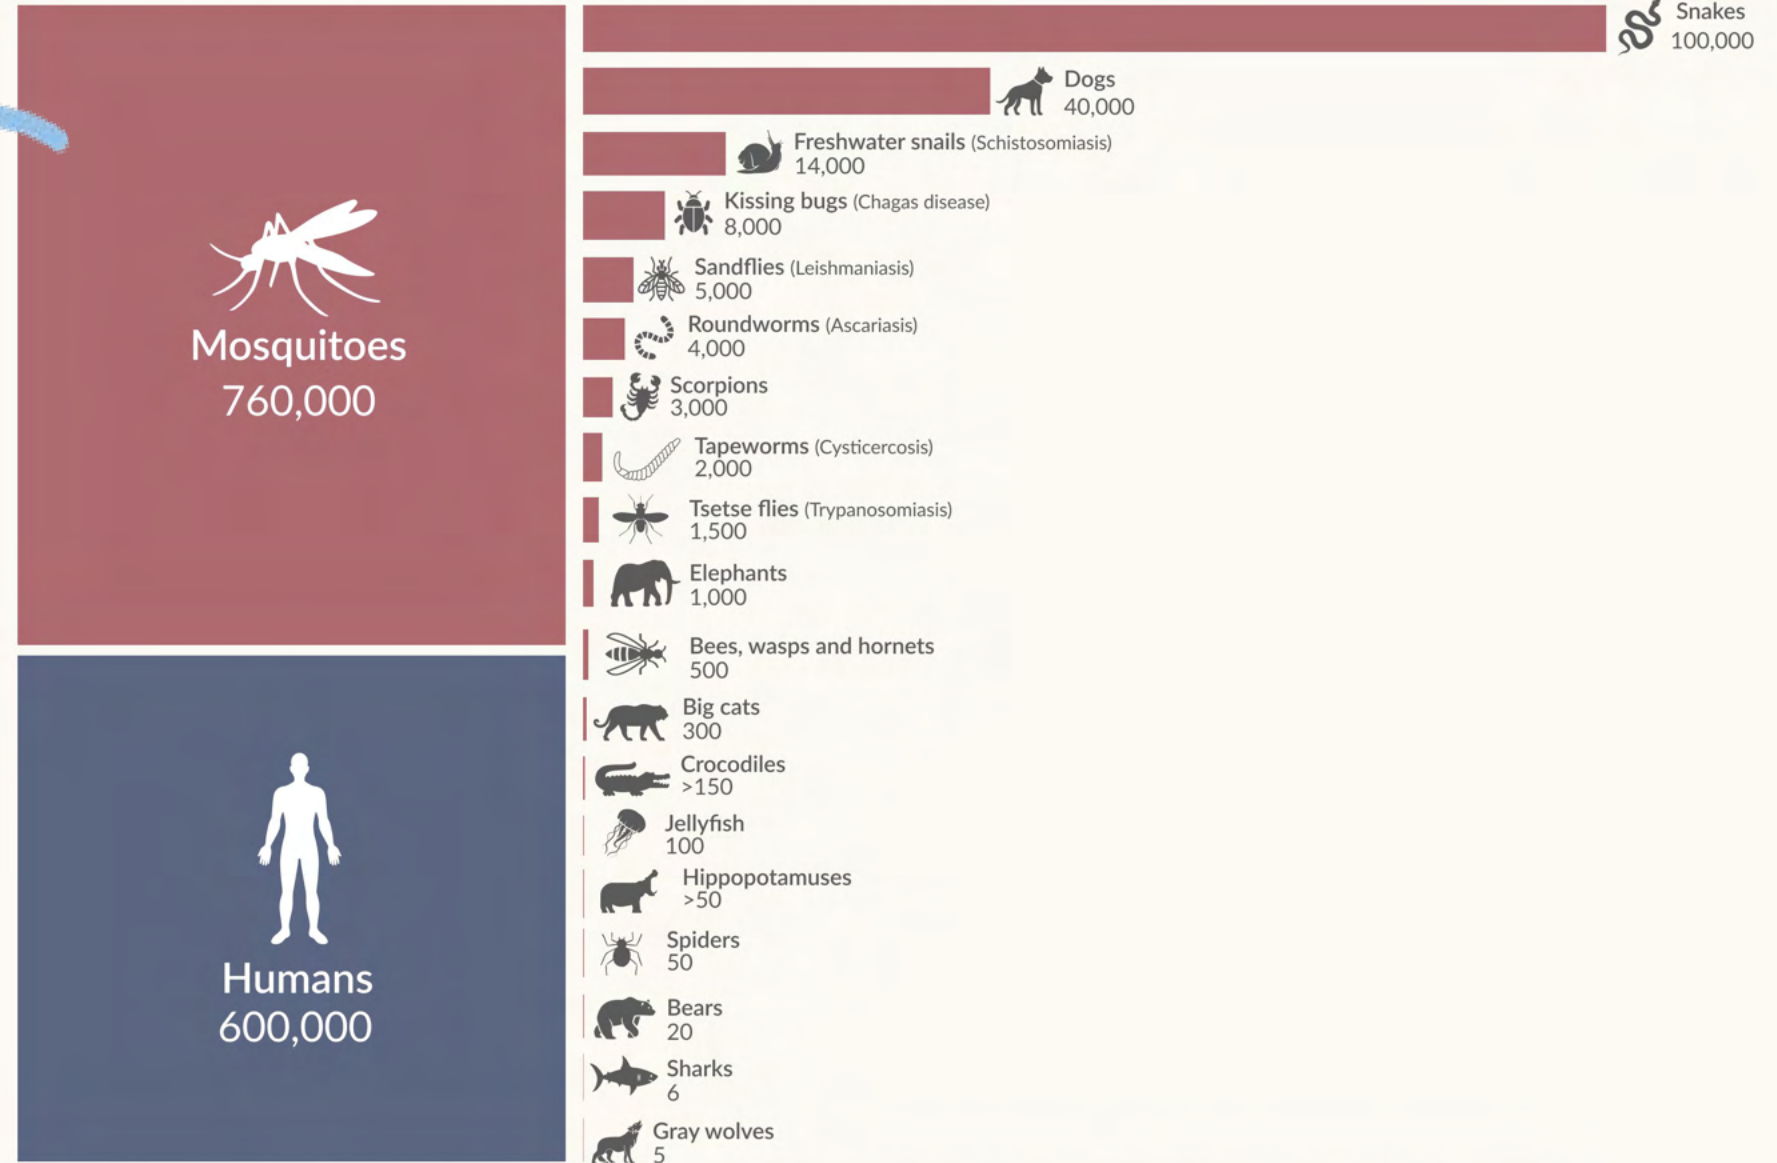 Mosquitoes
760,000
Humans
600,000
Snakes
100,000
Dogs
40,000
Freshwater snails (Schistosomiasis)
14,000
Kissing bugs (Chagas disease)
8,000
Sandflies (Leishmaniasis)
5,000
Roundworms (Ascariasis)
4,000
Scorpions
3,000
Tapeworms (Cysticercosis)
2,000
Tsetse flies (Trypanosomiasis)
1,500
Elephants
1,000
Bees, wasps and hornets
500
Big cats
300
Crocodiles
>150
Jellyfish
100
Hippopotamuses
>50
Spiders
50
Bears
20
Sharks
6
Gray wolves
5